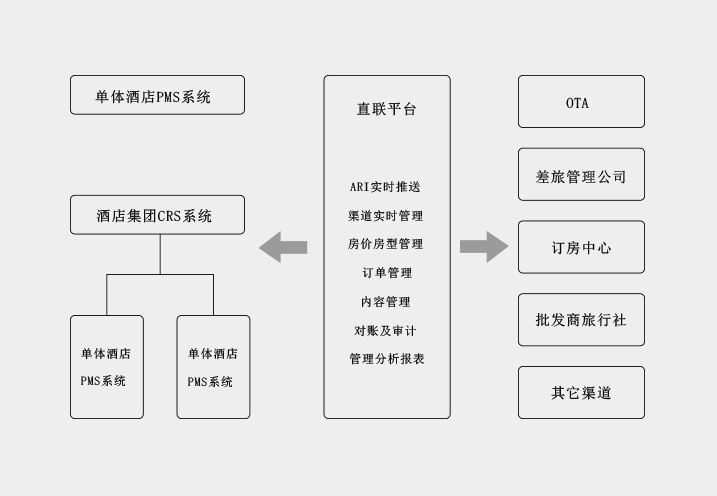 单体酒店PMS系统
酒店集团CRS系统
单体酒店
PMS系统
单体酒店
PMS系统
直联平台
ARI实时推送
渠道实时管理
房价房型管理
订单管理
内容管理
对账及审计
管理分析报表
OTA
差旅管理公司
订房中心
批发商旅行社
其它渠道